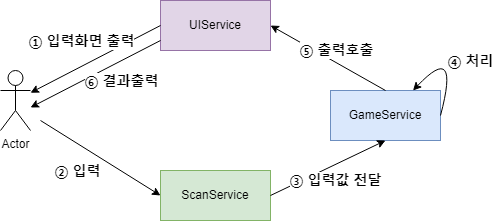 UIService
① 입력화면 출력
⑥ 결과출력
⑤ 출력호출
④ 처리
GameService
Actor
② 입력
③ 입력값 전달
ScanService